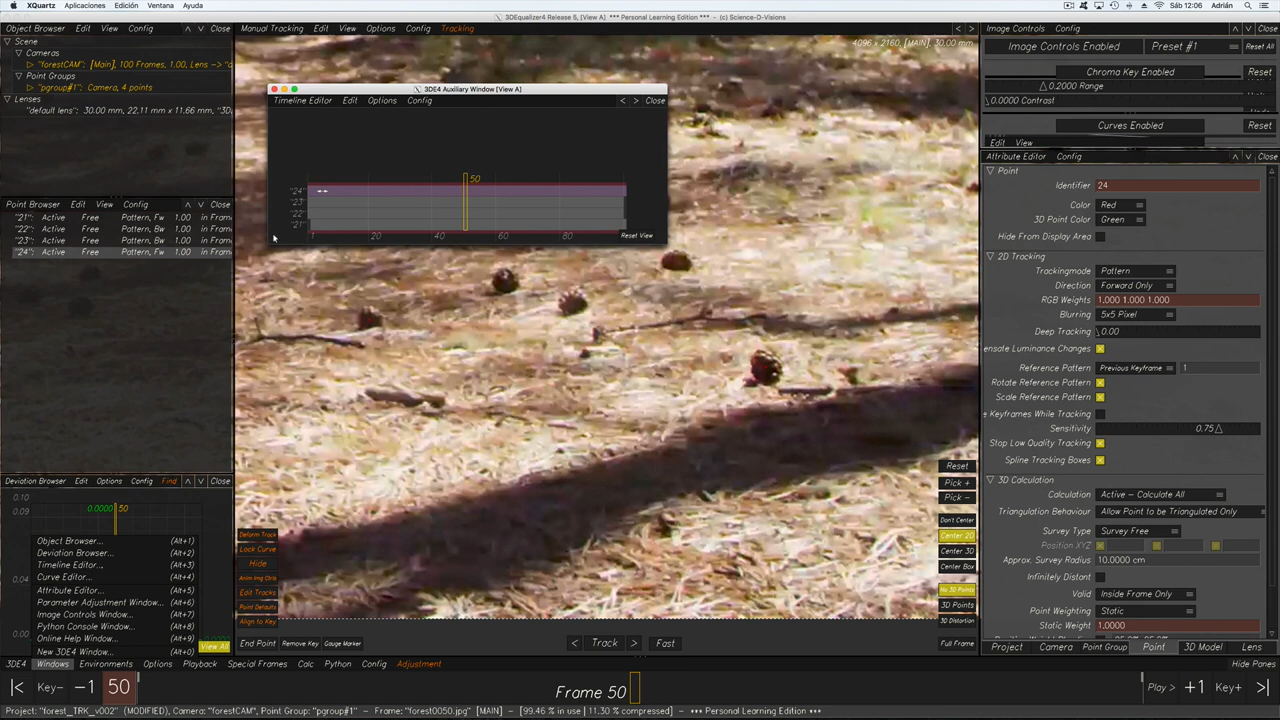 XQuartz Aplicaciones Edición Ventana Ayuda
Sáb 12:06 Adrián
3DEqualizer4 Release 5, [View A] *** Personal Learning Edition *** - (c) Science-D-Visions
Object Browser Edit View Config Close
Manual Tracking Edit View Options Config Tracking
Image Controls Config Close
Scene
Cameras
"forestCAM": [Main], 100 Frames, 1.00, Lens -> "d
Point Groups
"pgroup#1": Camera, 4 points
Lenses
"default lens": 30.00 mm, 22.11 mm x 11.66 mm, "3D
4096 x 2160, [MAIN], 30.00 mm
Image Controls Enabled Preset #1 Reset All
Chroma Key Enabled Reset
0.2000 Range
0.0000 Contrast
Curves Enabled Reset
Edit View
3DE4 Auxiliary Window [View A]
Timeline Editor Edit Options Config Close
50
"24"
"23"
"22"
"21"
1 20 40 60 80
Reset View
Point Browser Edit View Config Close
"21": Active Free Pattern, Fw 1.00 in Fram
"22": Active Free Pattern, Bw 1.00 in Fram
"23": Active Free Pattern, Bw 1.00 in Fram
"24": Active Free Pattern, Fw 1.00 in Fram
Attribute Editor Config Close
Point
Identifier 24
Color Red
3D Point Color Green
Hide From Display Area
2D Tracking
Trackingmode Pattern
Direction Forward Only
RGB Weights 1.000 1.000 1.000
Blurring 5x5 Pixel
Deep Tracking 0.00
ensate Luminance Changes
Reference Pattern Previous Keyframe 1
Rotate Reference Pattern
Scale Reference Pattern
e Keyframes While Tracking
Sensitivity 0.75
Stop Low Quality Tracking
Spline Tracking Boxes
3D Calculation
Calculation Active - Calculate All
Triangulation Behaviour Allow Point to be Triangulated Only
Survey Type Survey Free
Position XYZ
Approx. Survey Radius 10.0000 cm
Infinitely Distant
Valid Inside Frame Only
Point Weighting Static
Static Weight 1.0000
Project Camera Point Group Point 3D Model Lens
Deviation Browser Edit Options Config Find Close
0.10
0.09
0.0000 50
0.04
0.00
View All
Object Browser... (Alt+1)
Deviation Browser... (Alt+2)
Timeline Editor... (Alt+3)
Curve Editor... (Alt+4)
Attribute Editor... (Alt+5)
Parameter Adjustment Window... (Alt+6)
Image Controls Window... (Alt+7)
Python Console Window... (Alt+8)
Online Help Window... (Alt+9)
New 3DE4 Window... (Alt+0)
Deform Track
Lock Curve
Hide
Anim Img Ctrls
Edit Tracks
Point Defaults
Align to Key
End Point Remove Key Gauge Marker
< Track > Fast
Reset
Pick +
Pick -
Don't Center
Center 2D
Center 3D
Center Box
No 3D Points
3D Points
3D Distortion
Full Frame
3DE4 Windows Environments Options Playback Special Frames Calc Python Config Adjustment Hide Panes
|< Key- -1 50 Frame 50 Play > +1 Key+ >|
Project: "forest_TRK_v002" (MODIFIED), Camera: "forestCAM", Point Group: "pgroup#1" - Frame: "forest0050.jpg" [MAIN] - [99.46 % in use | 11.30 % compressed] - *** Personal Learning Edition ***